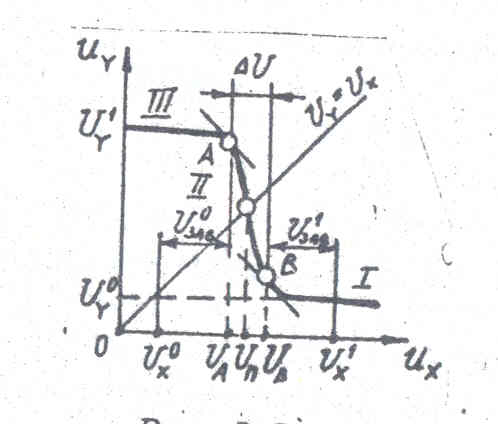 u_Y
ΔU
III
U_Y = U_X
U_Y^1
A
II
U_зап^0
U_зап^1
B
U_Y^0
I
0
U_X^0
U_A
U_п
U_B
U_X^1
u_X